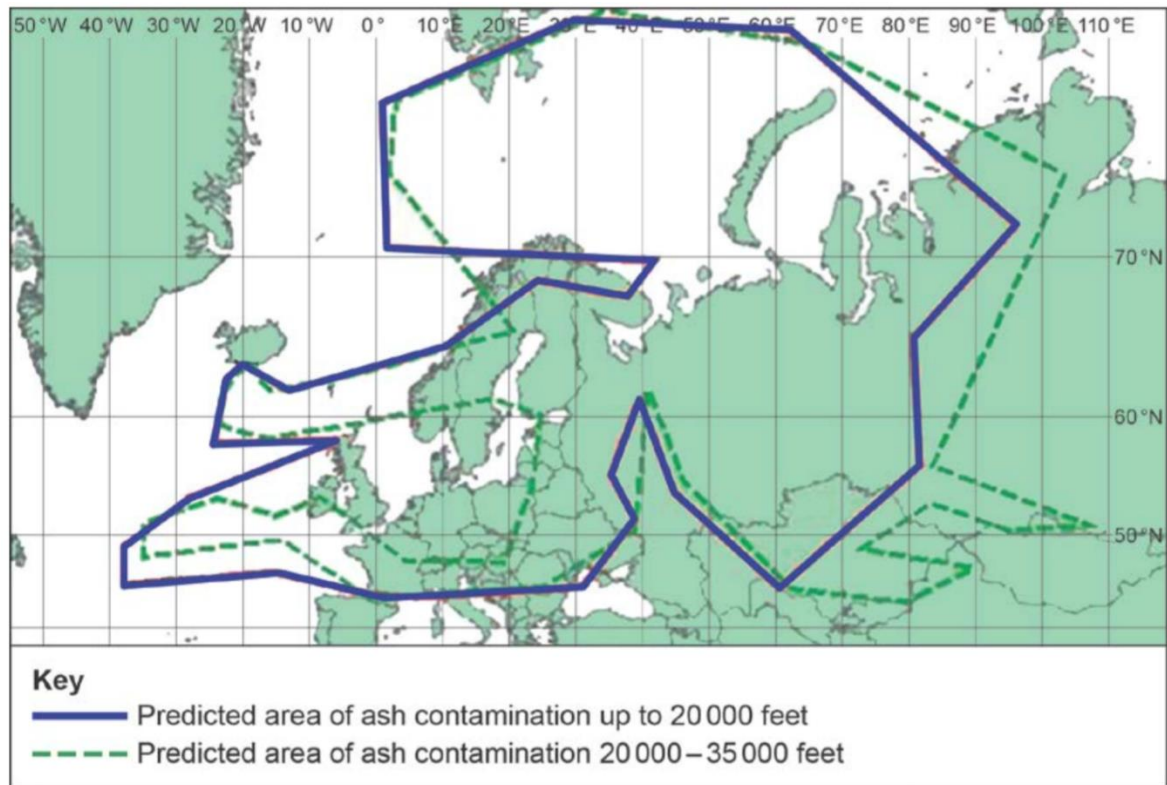 50°W 40°W 30°W 20°W 10°W 0° 10°E 20°E 30°E 40°E 50°E 60°E 70°E 80°E 90°E 100°E 110°E
70°N
60°N
50°N
Key
Predicted area of ash contamination up to 20 000 feet
Predicted area of ash contamination 20 000–35 000 feet